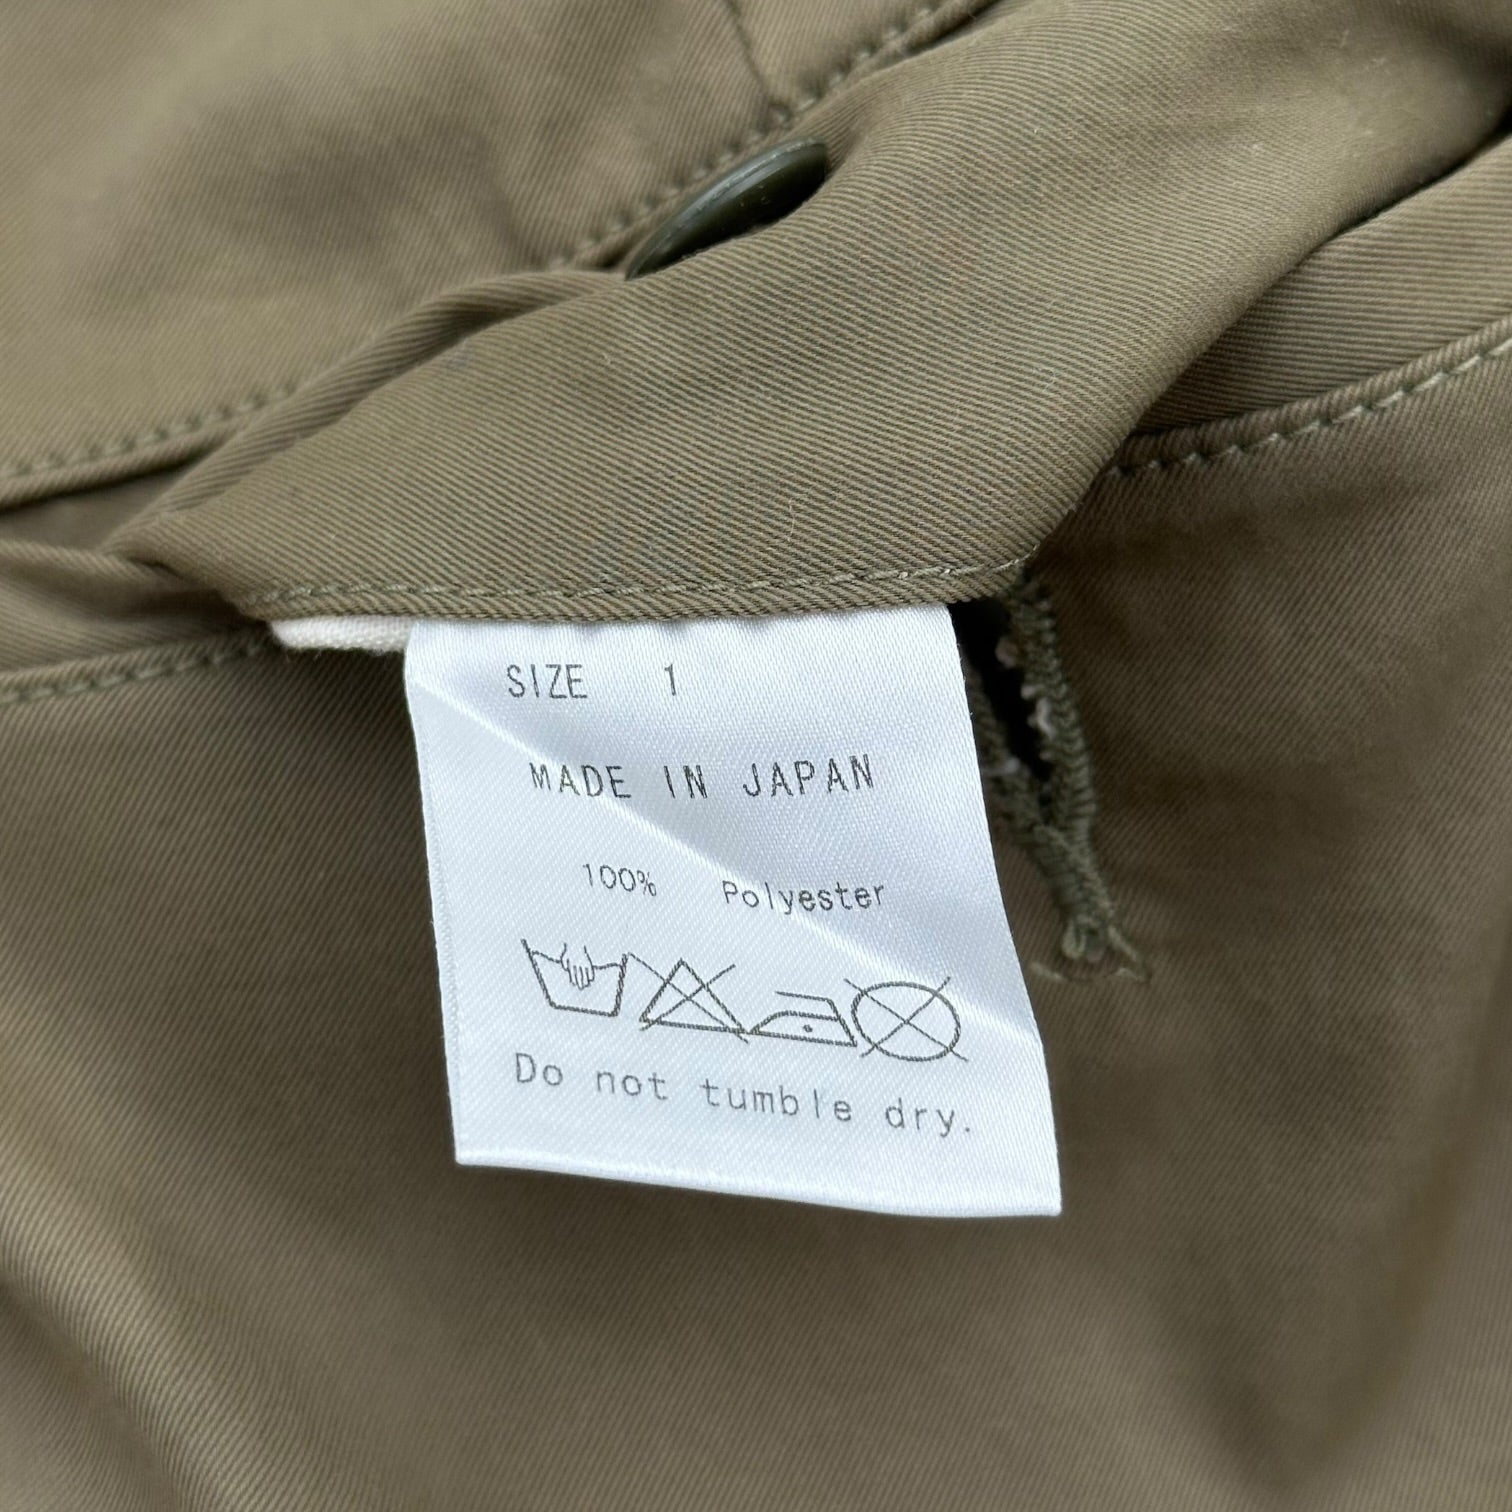 SIZE 1
MADE IN JAPAN
100% Polyester
Do not tumble dry.